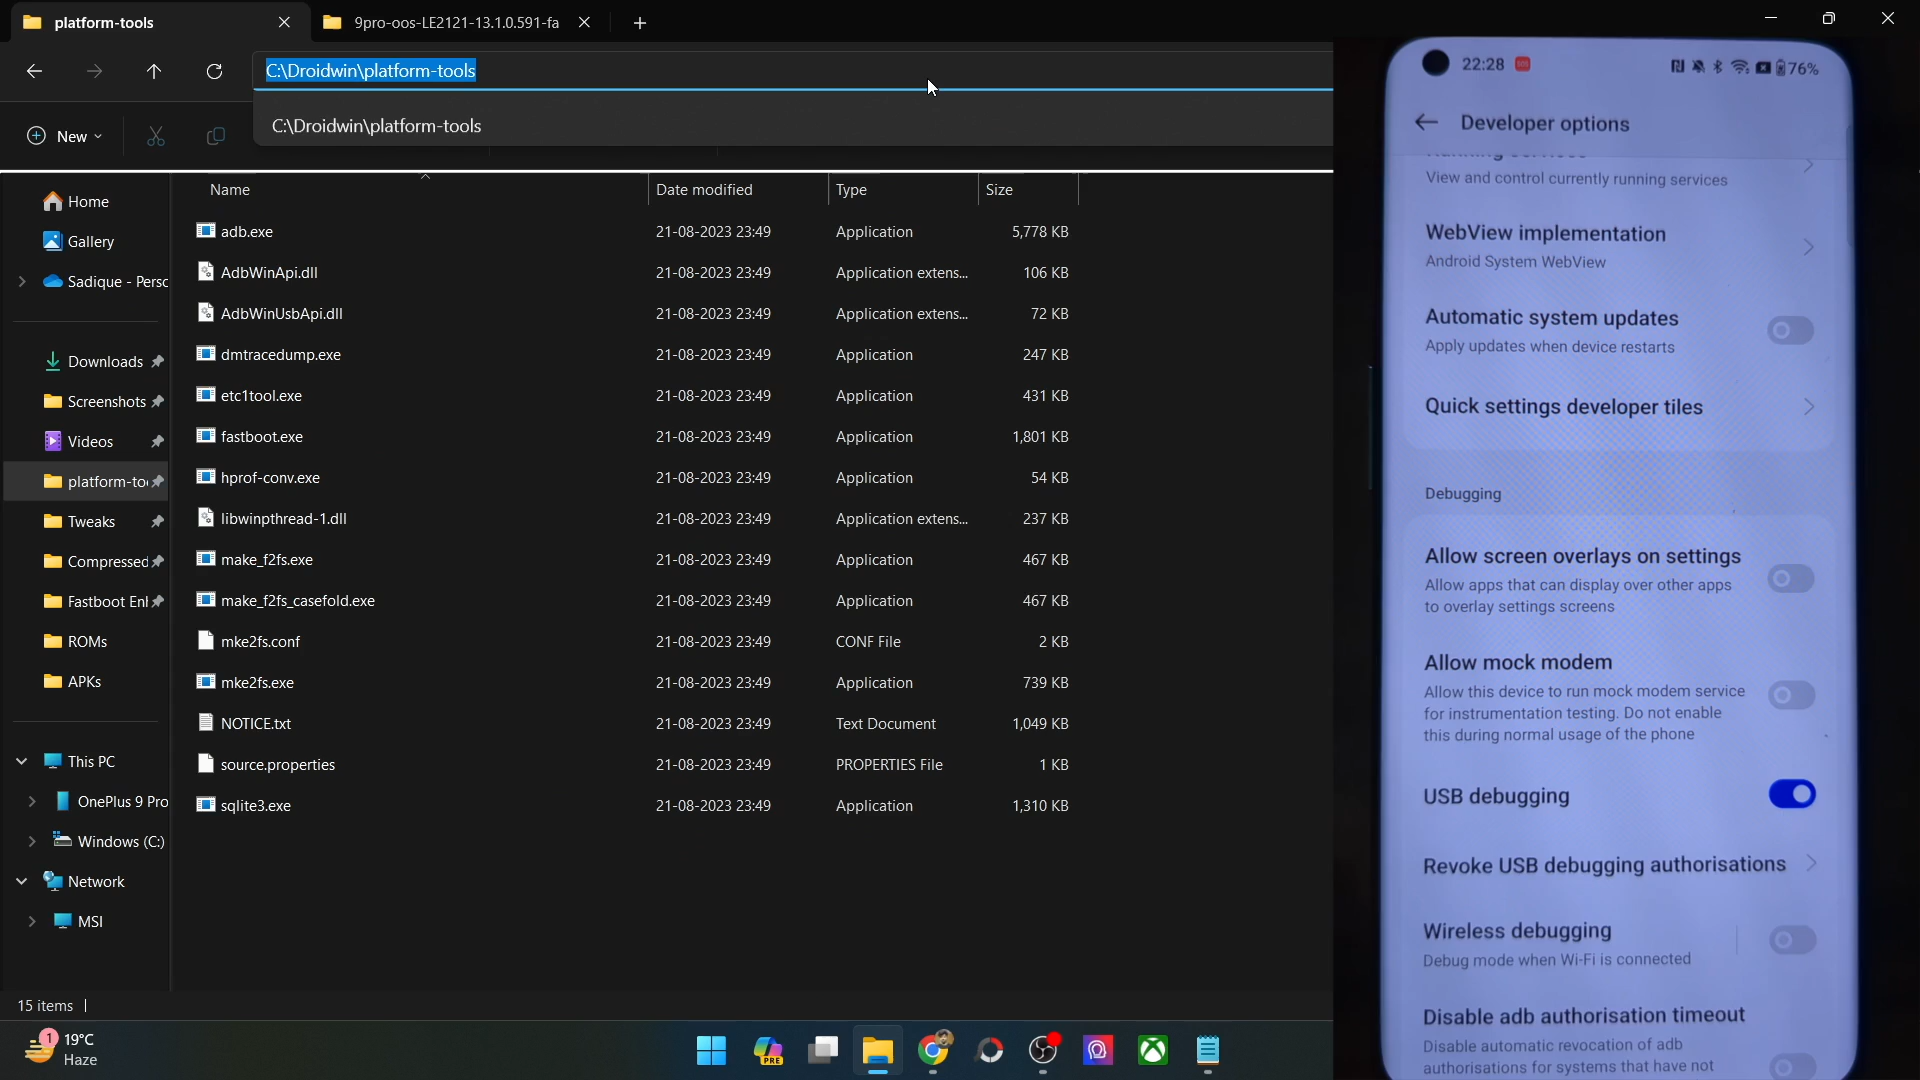 platform-tools
9pro-oos-LE2121-13.1.0.591-fa
C:\Droidwin\platform-tools
C:\Droidwin\platform-tools
New
Name
Date modified
Type
Size
Home
Gallery
Sadique - Perso
Downloads
Screenshots
Videos
platform-too
Tweaks
Compressed
Fastboot Enl
ROMs
APKs
This PC
OnePlus 9 Pro
Windows (C:)
Network
MSI
adb.exe 21-08-2023 23:49 Application 5,778 KB
AdbWinApi.dll 21-08-2023 23:49 Application extens... 106 KB
AdbWinUsbApi.dll 21-08-2023 23:49 Application extens... 72 KB
dmtracedump.exe 21-08-2023 23:49 Application 247 KB
etc1tool.exe 21-08-2023 23:49 Application 431 KB
fastboot.exe 21-08-2023 23:49 Application 1,801 KB
hprof-conv.exe 21-08-2023 23:49 Application 54 KB
libwinpthread-1.dll 21-08-2023 23:49 Application extens... 237 KB
make_f2fs.exe 21-08-2023 23:49 Application 467 KB
make_f2fs_casefold.exe 21-08-2023 23:49 Application 467 KB
mke2fs.conf 21-08-2023 23:49 CONF File 2 KB
mke2fs.exe 21-08-2023 23:49 Application 739 KB
NOTICE.txt 21-08-2023 23:49 Text Document 1,049 KB
source.properties 21-08-2023 23:49 PROPERTIES File 1 KB
sqlite3.exe 21-08-2023 23:49 Application 1,310 KB
15 items
1
19°C
Haze
PRE
22:28
76%
Developer options
View and control currently running services
WebView implementation
Android System WebView
Automatic system updates
Apply updates when device restarts
Quick settings developer tiles
Debugging
Allow screen overlays on settings
Allow apps that can display over other apps
to overlay settings screens
Allow mock modem
Allow this device to run mock modem service
for instrumentation testing. Do not enable
this during normal usage of the phone
USB debugging
Revoke USB debugging authorisations
Wireless debugging
Debug mode when Wi-Fi is connected
Disable adb authorisation timeout
Disable automatic revocation of adb
authorisations for systems that have not